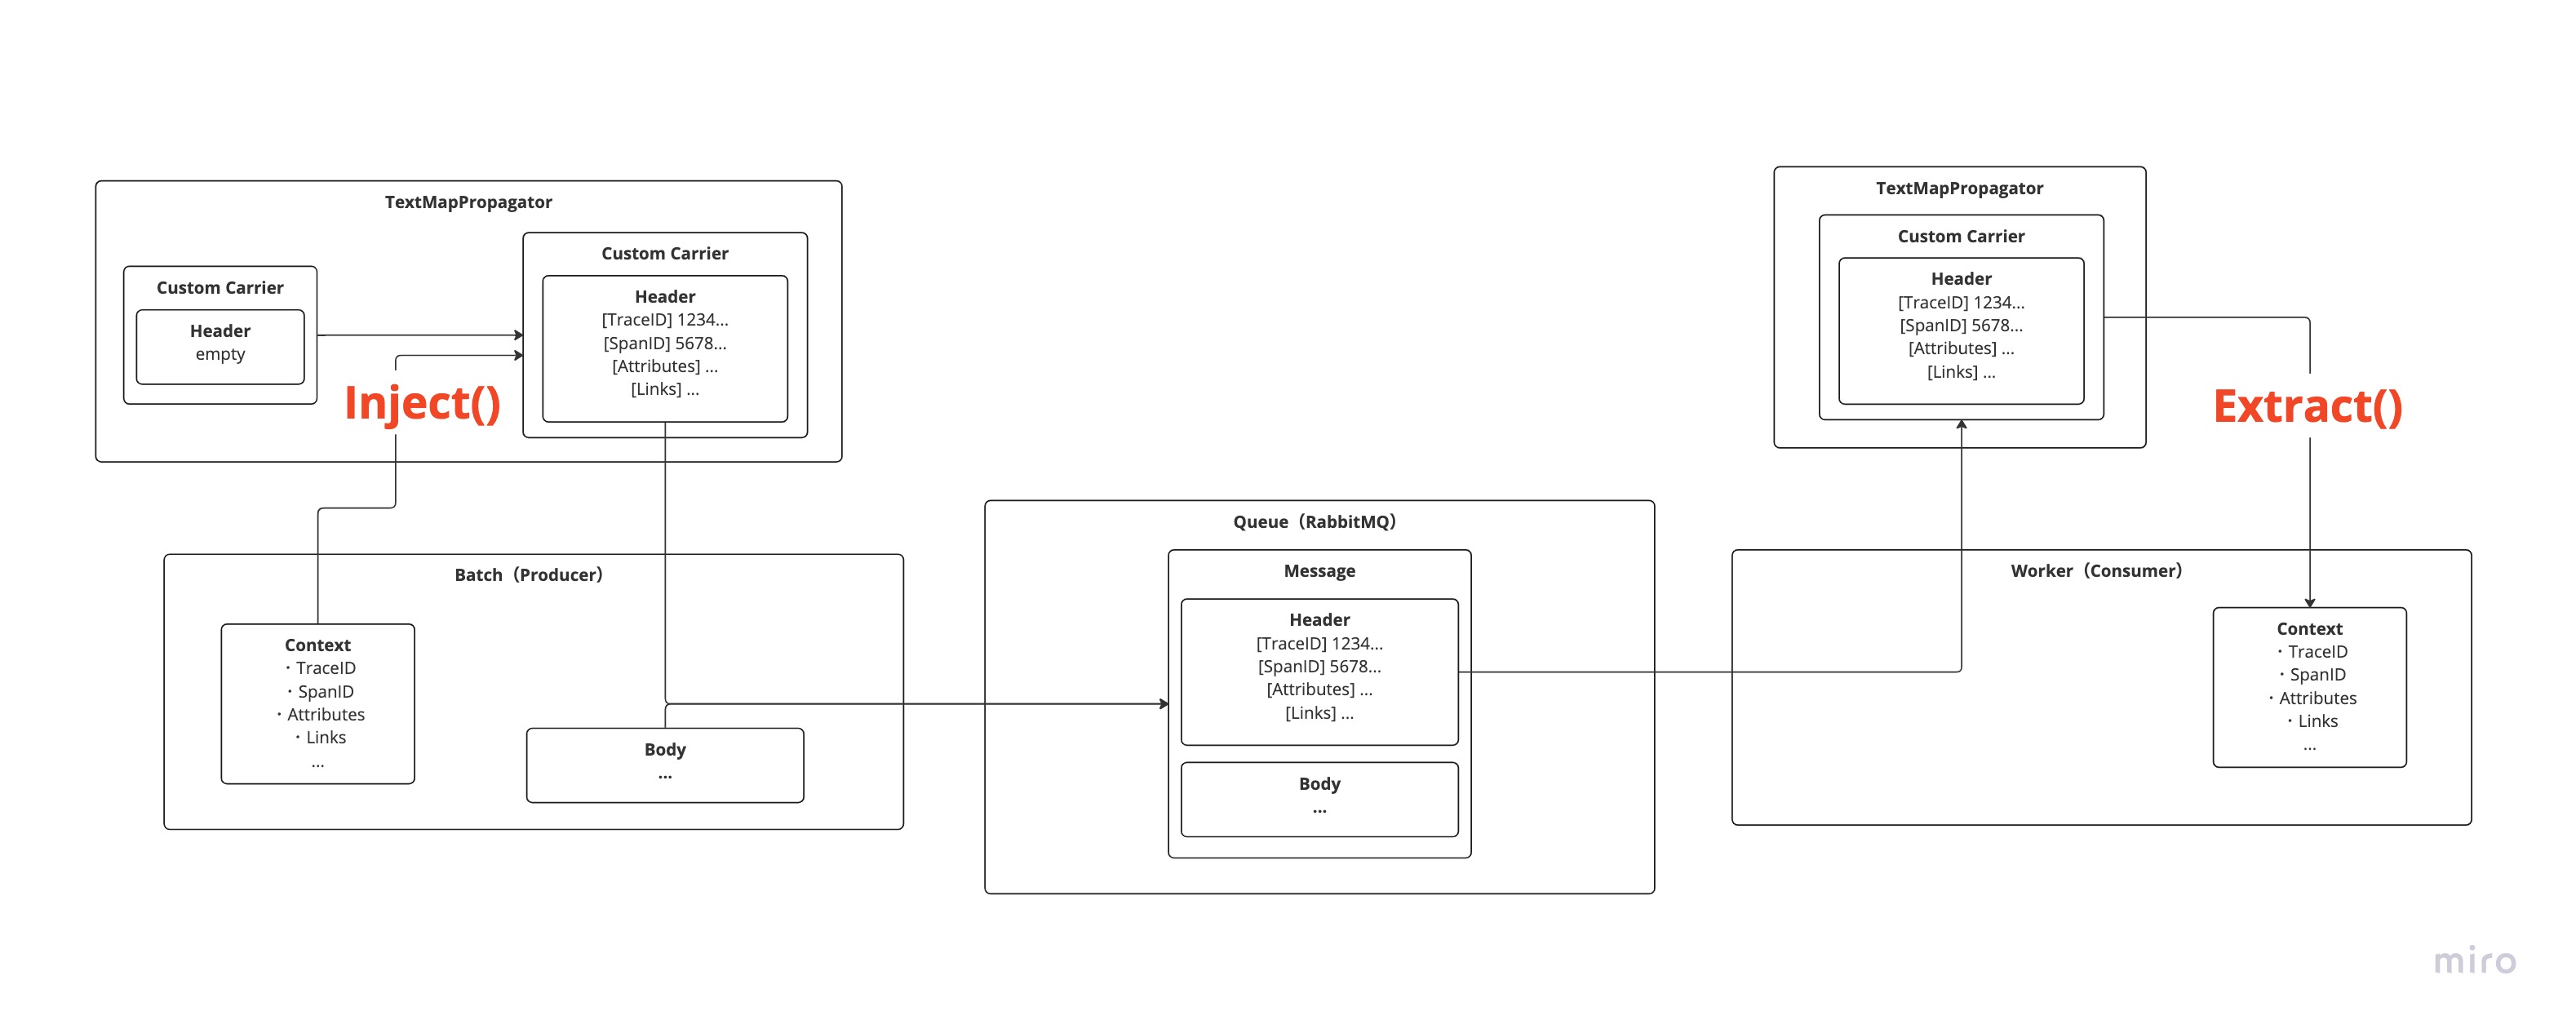 TextMapPropagator
Custom Carrier
Header
empty
Inject()
Custom Carrier
Header
[TraceID] 1234...
[SpanID] 5678...
[Attributes] ...
[Links] ...
Batch（Producer）
Context
・TraceID
・SpanID
・Attributes
・Links
...
Body
...
Queue（RabbitMQ）
Message
Header
[TraceID] 1234...
[SpanID] 5678...
[Attributes] ...
[Links] ...
Body
...
TextMapPropagator
Custom Carrier
Header
[TraceID] 1234...
[SpanID] 5678...
[Attributes] ...
[Links] ...
Extract()
Worker（Consumer）
Context
・TraceID
・SpanID
・Attributes
・Links
...
miro